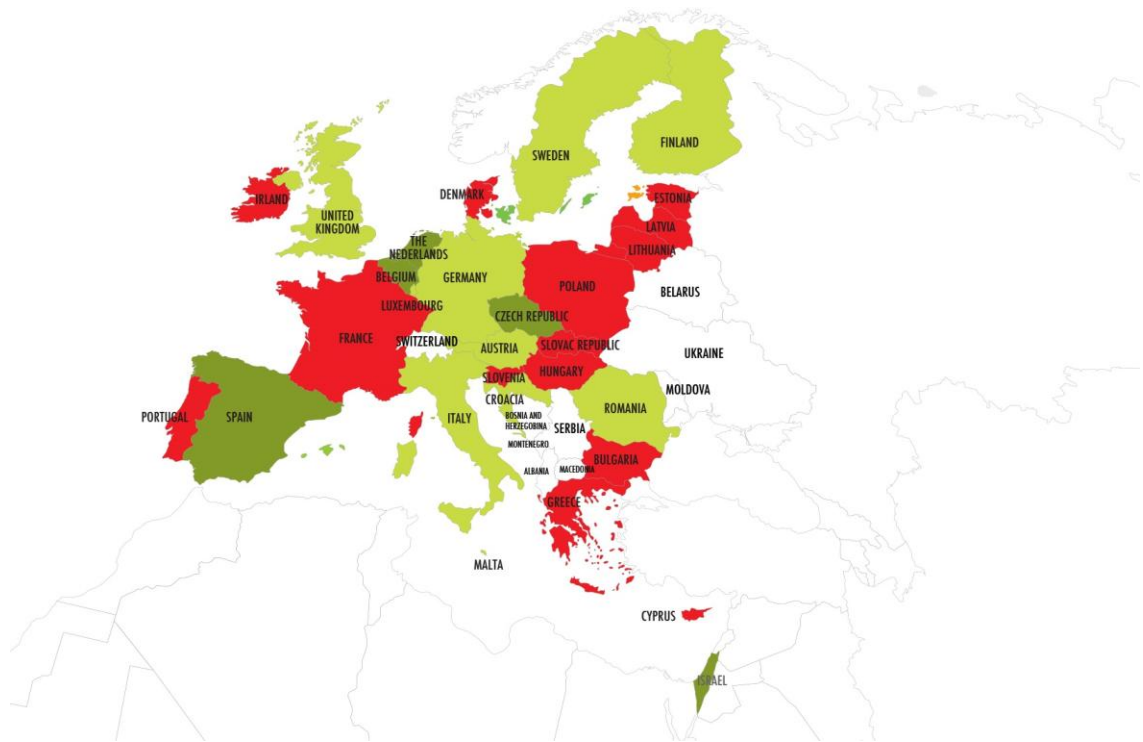 FINLAND
SWEDEN
DENMARK
ESTONIA
IRLAND
UNITED
KINGDOM
LATVIA
LITHUANIA
THE
NEDERLANDS
BELGIUM
GERMANY
POLAND
BELARUS
LUXEMBOURG
CZECH REPUBLIC
FRANCE
SWITZERLAND
AUSTRIA
SLOVAC REPUBLIC
UKRAINE
HUNGARY
SLOVENIA
MOLDOVA
CROACIA
ROMANIA
PORTUGAL
SPAIN
ITALY
BOSNIA AND
HERZEGOBINA
SERBIA
MONTENEGRO
BULGARIA
ALBANIA
MACEDONIA
GREECE
MALTA
CYPRUS
ISRAEL